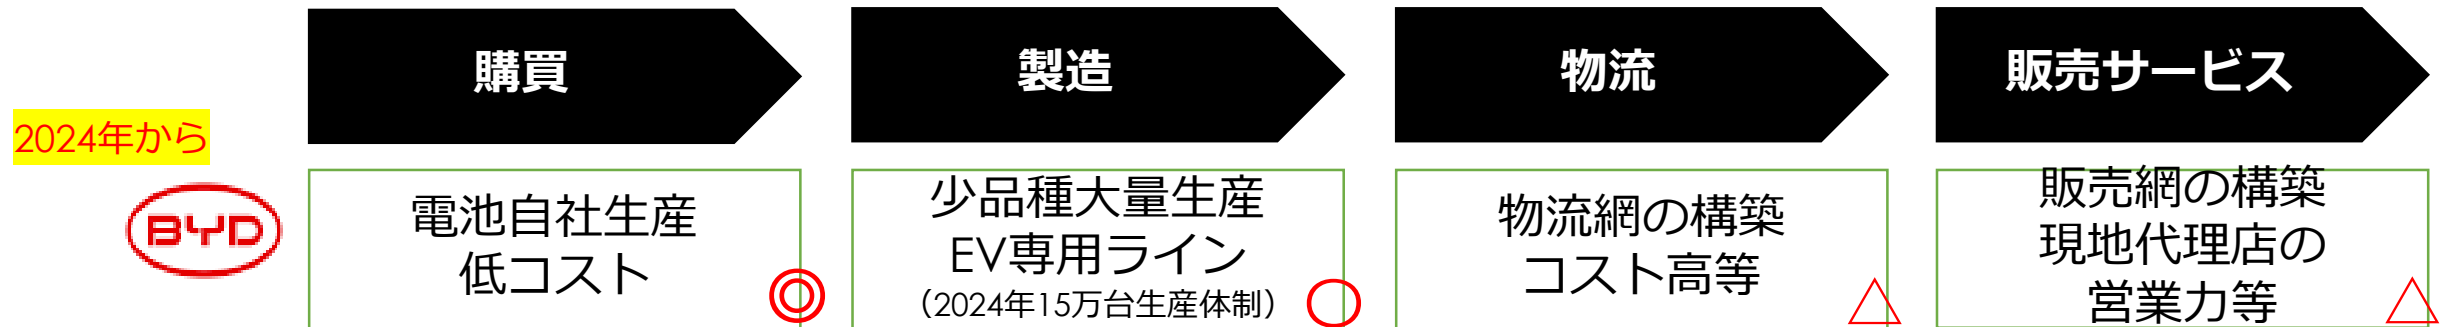 購買
製造
物流
販売サービス
2024年から
BYD
電池自社生産
低コスト
◎
少品種大量生産
EV専用ライン
（2024年15万台生産体制）
○
物流網の構築
コスト高等
△
販売網の構築
現地代理店の
営業力等
△